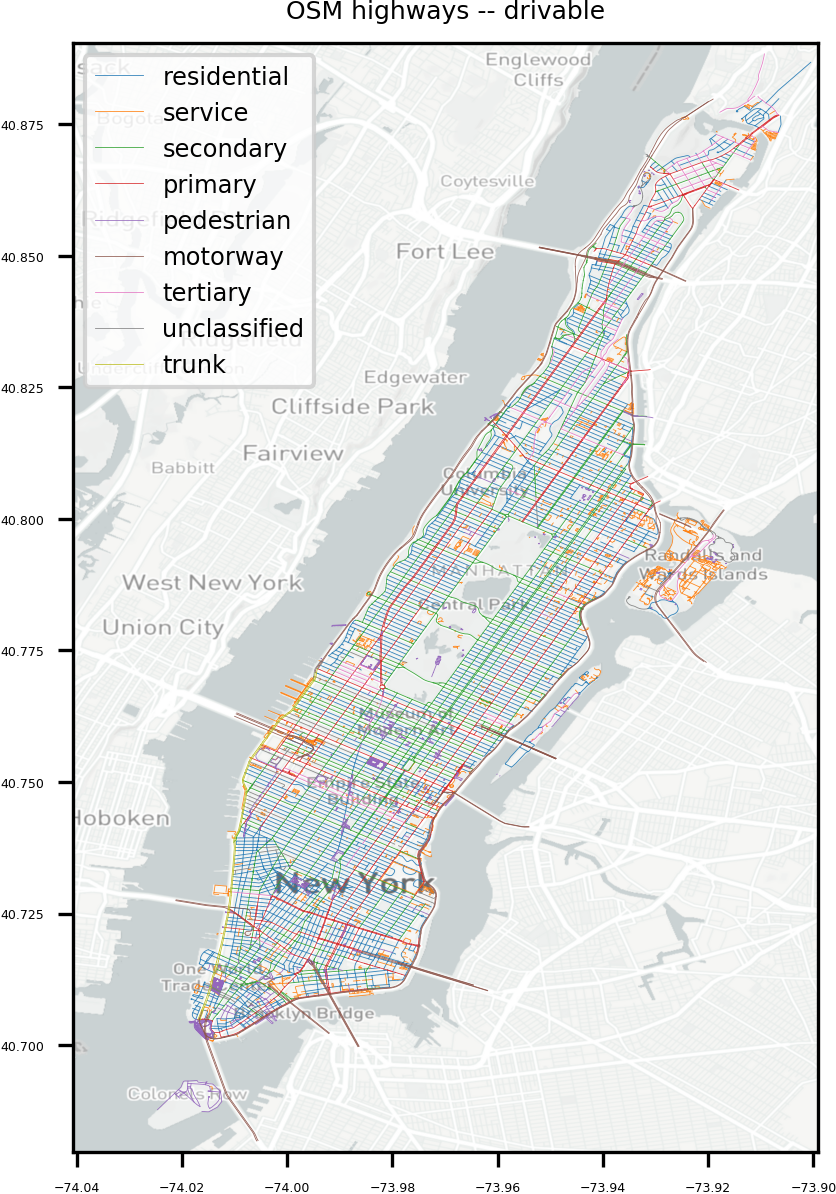 OSM highways -- drivable
residential
service
secondary
primary
pedestrian
motorway
tertiary
unclassified
trunk
Englewood
Cliffs
Coytesville
Fort Lee
Edgewater
Cliffside Park
Fairview
Babbitt
West New York
Union City
Hoboken
Columbia
University
MANHATTAN
Central Park
Randalls and
Wards Islands
Museum of
Modern Art
Empire State
Building
New York
One World
Trade Center
Brooklyn Bridge
Colonels Row
Bogota
Ridgefield
40.875
40.850
40.825
40.800
40.775
40.750
40.725
40.700
−74.04
−74.02
−74.00
−73.98
−73.96
−73.94
−73.92
−73.90